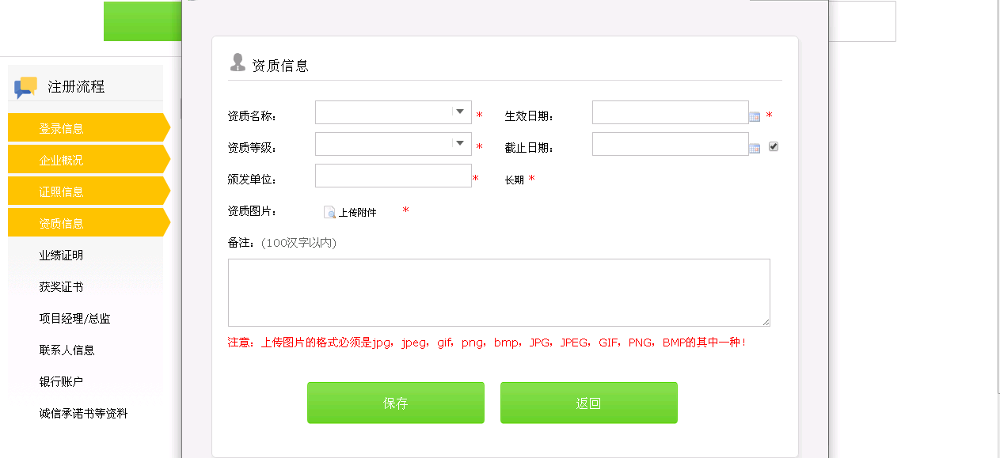 注册流程
登录信息
企业概况
证照信息
资质信息
业绩证明
获奖证书
项目经理/总监
联系人信息
银行账户
诚信承诺书等资料
资质信息
资质名称： * 生效日期： *
资质等级： * 截止日期：
颁发单位： * 长期 *
资质图片： 上传附件 *
备注：(100汉字以内)
注意：上传图片的格式必须是jpg，jpeg，gif，png，bmp，JPG，JPEG，GIF，PNG，BMP的其中一种！
保存 返回